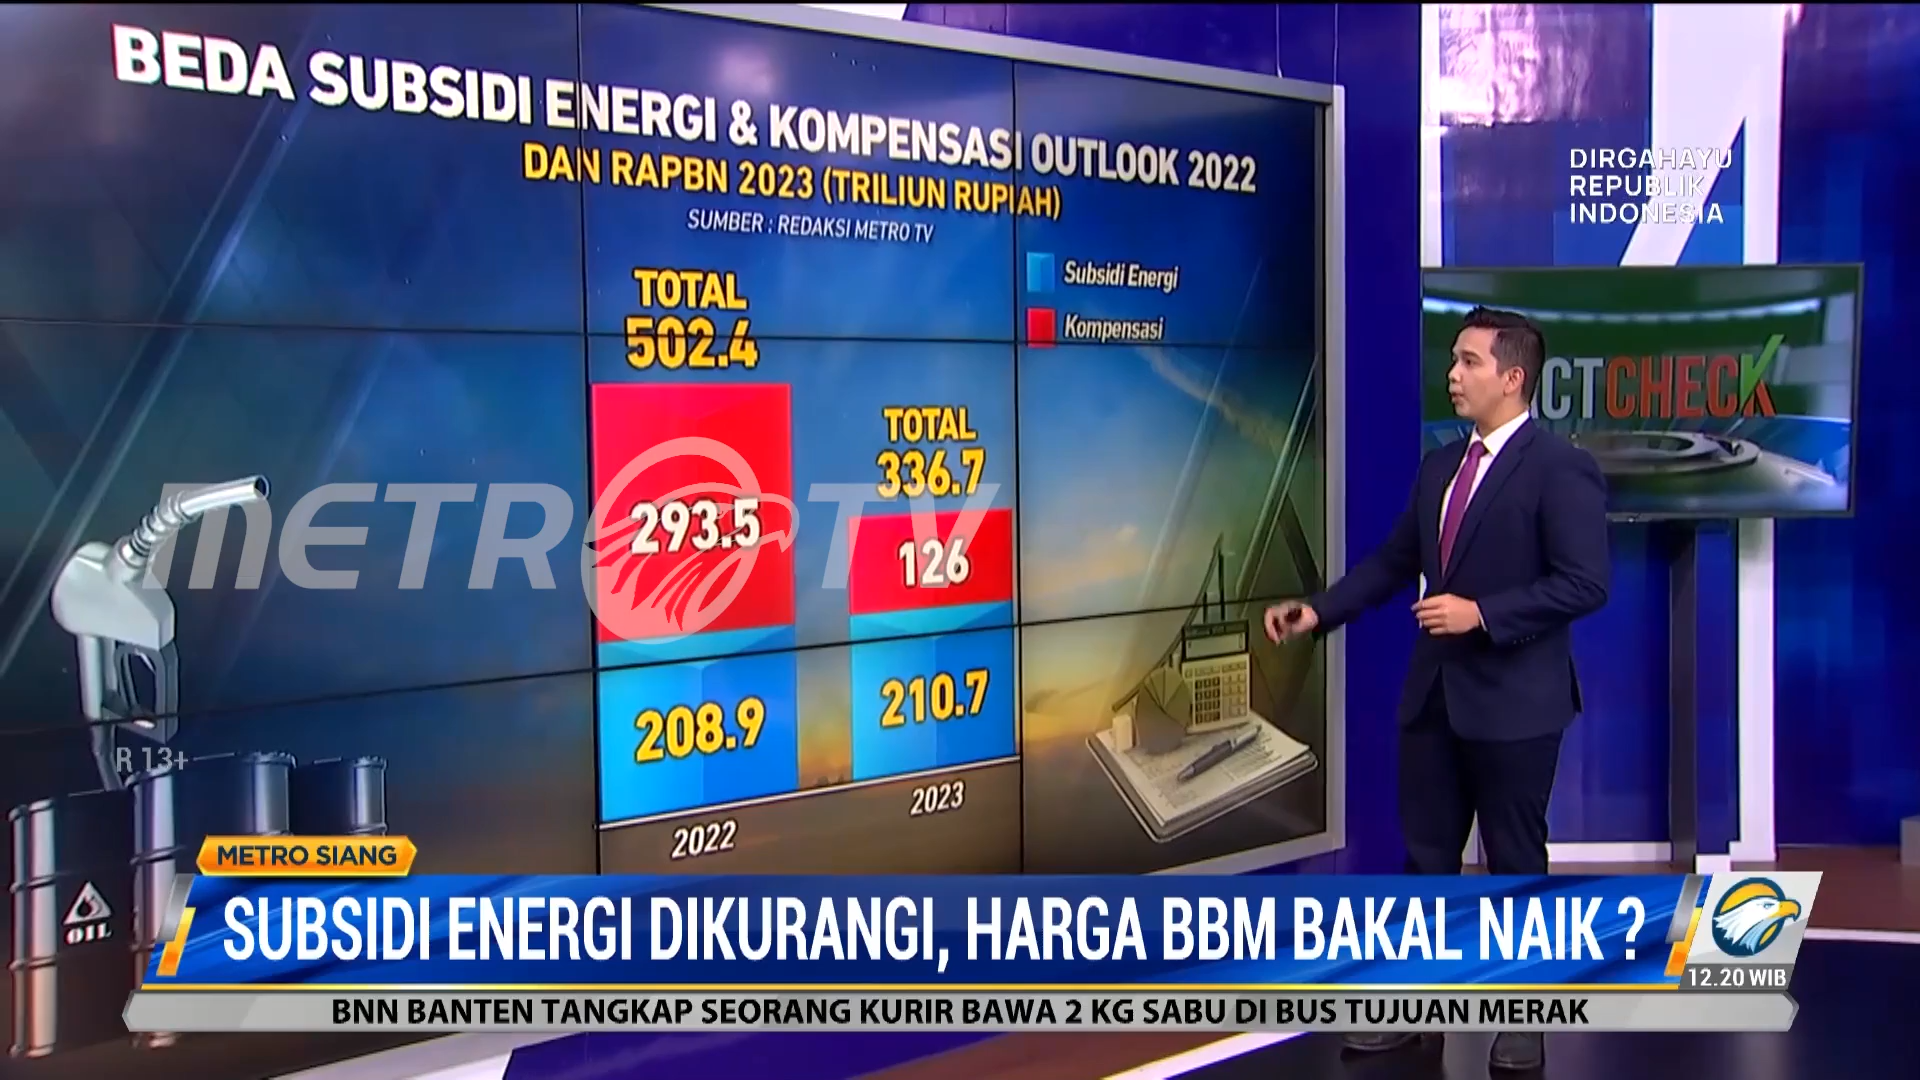 BEDA SUBSIDI ENERGI & KOMPENSASI OUTLOOK 2022
DAN RAPBN 2023 (TRILIUN RUPIAH)
SUMBER : REDAKSI METRO TV
DIRGAHAYU
REPUBLIK
INDONESIA
Subsidi Energi
Kompensasi
TOTAL
502.4
TOTAL
336.7
293.5
126
208.9
210.7
2022
2023
METRO TV
CTCHECK
R 13+
OIL
METRO SIANG
SUBSIDI ENERGI DIKURANGI, HARGA BBM BAKAL NAIK ?
12.20 WIB
BNN BANTEN TANGKAP SEORANG KURIR BAWA 2 KG SABU DI BUS TUJUAN MERAK